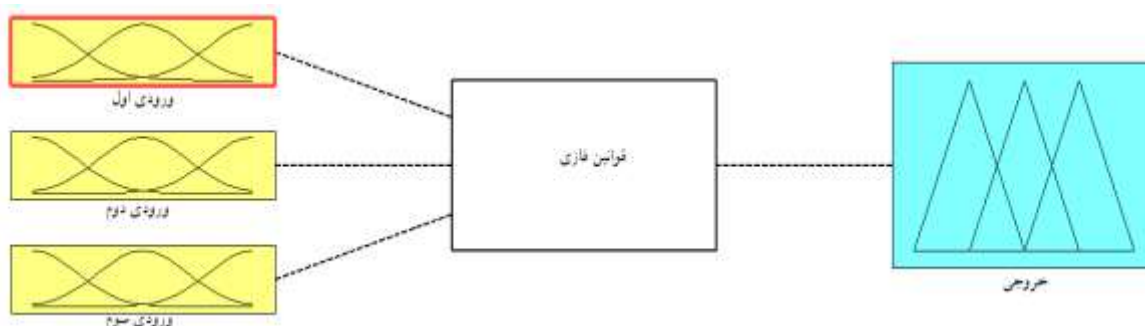 ورودی اول
ورودی دوم
ورودی سوم
قوانین فازی
خروجی